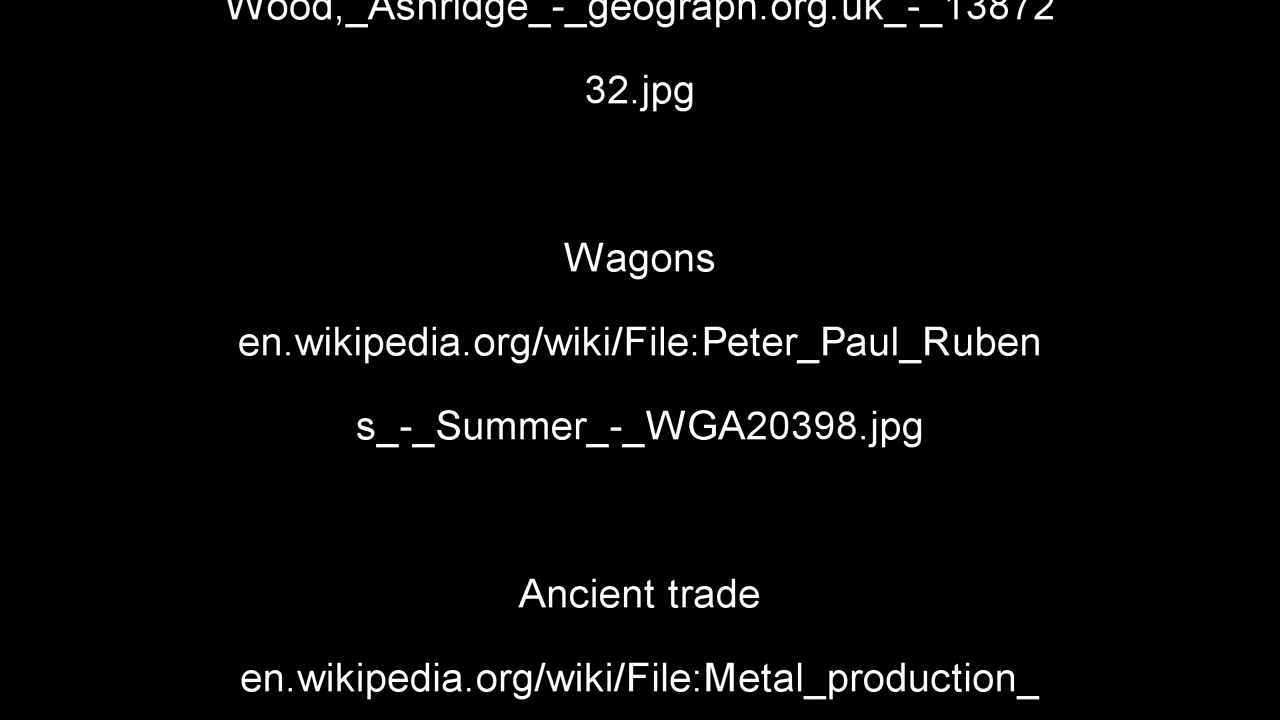 Wood,_Ashridge_-_geograph.org.uk_-_13872
32.jpg
Wagons
en.wikipedia.org/wiki/File:Peter_Paul_Ruben
s_-_Summer_-_WGA20398.jpg
Ancient trade
en.wikipedia.org/wiki/File:Metal_production_